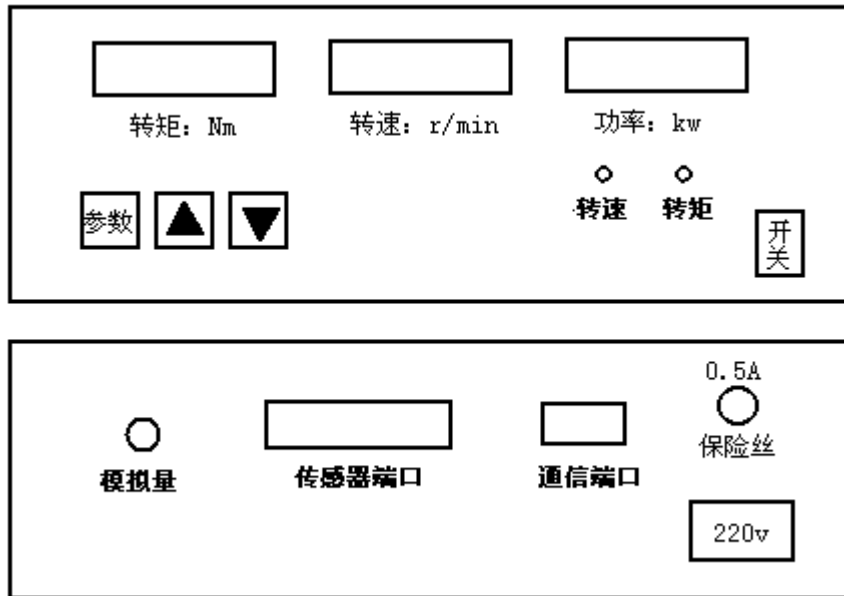 转矩: Nm
转速: r/min
功率: kw
转速
转矩
参数
开
关
0.5A
保险丝
模拟量
传感器端口
通信端口
220v